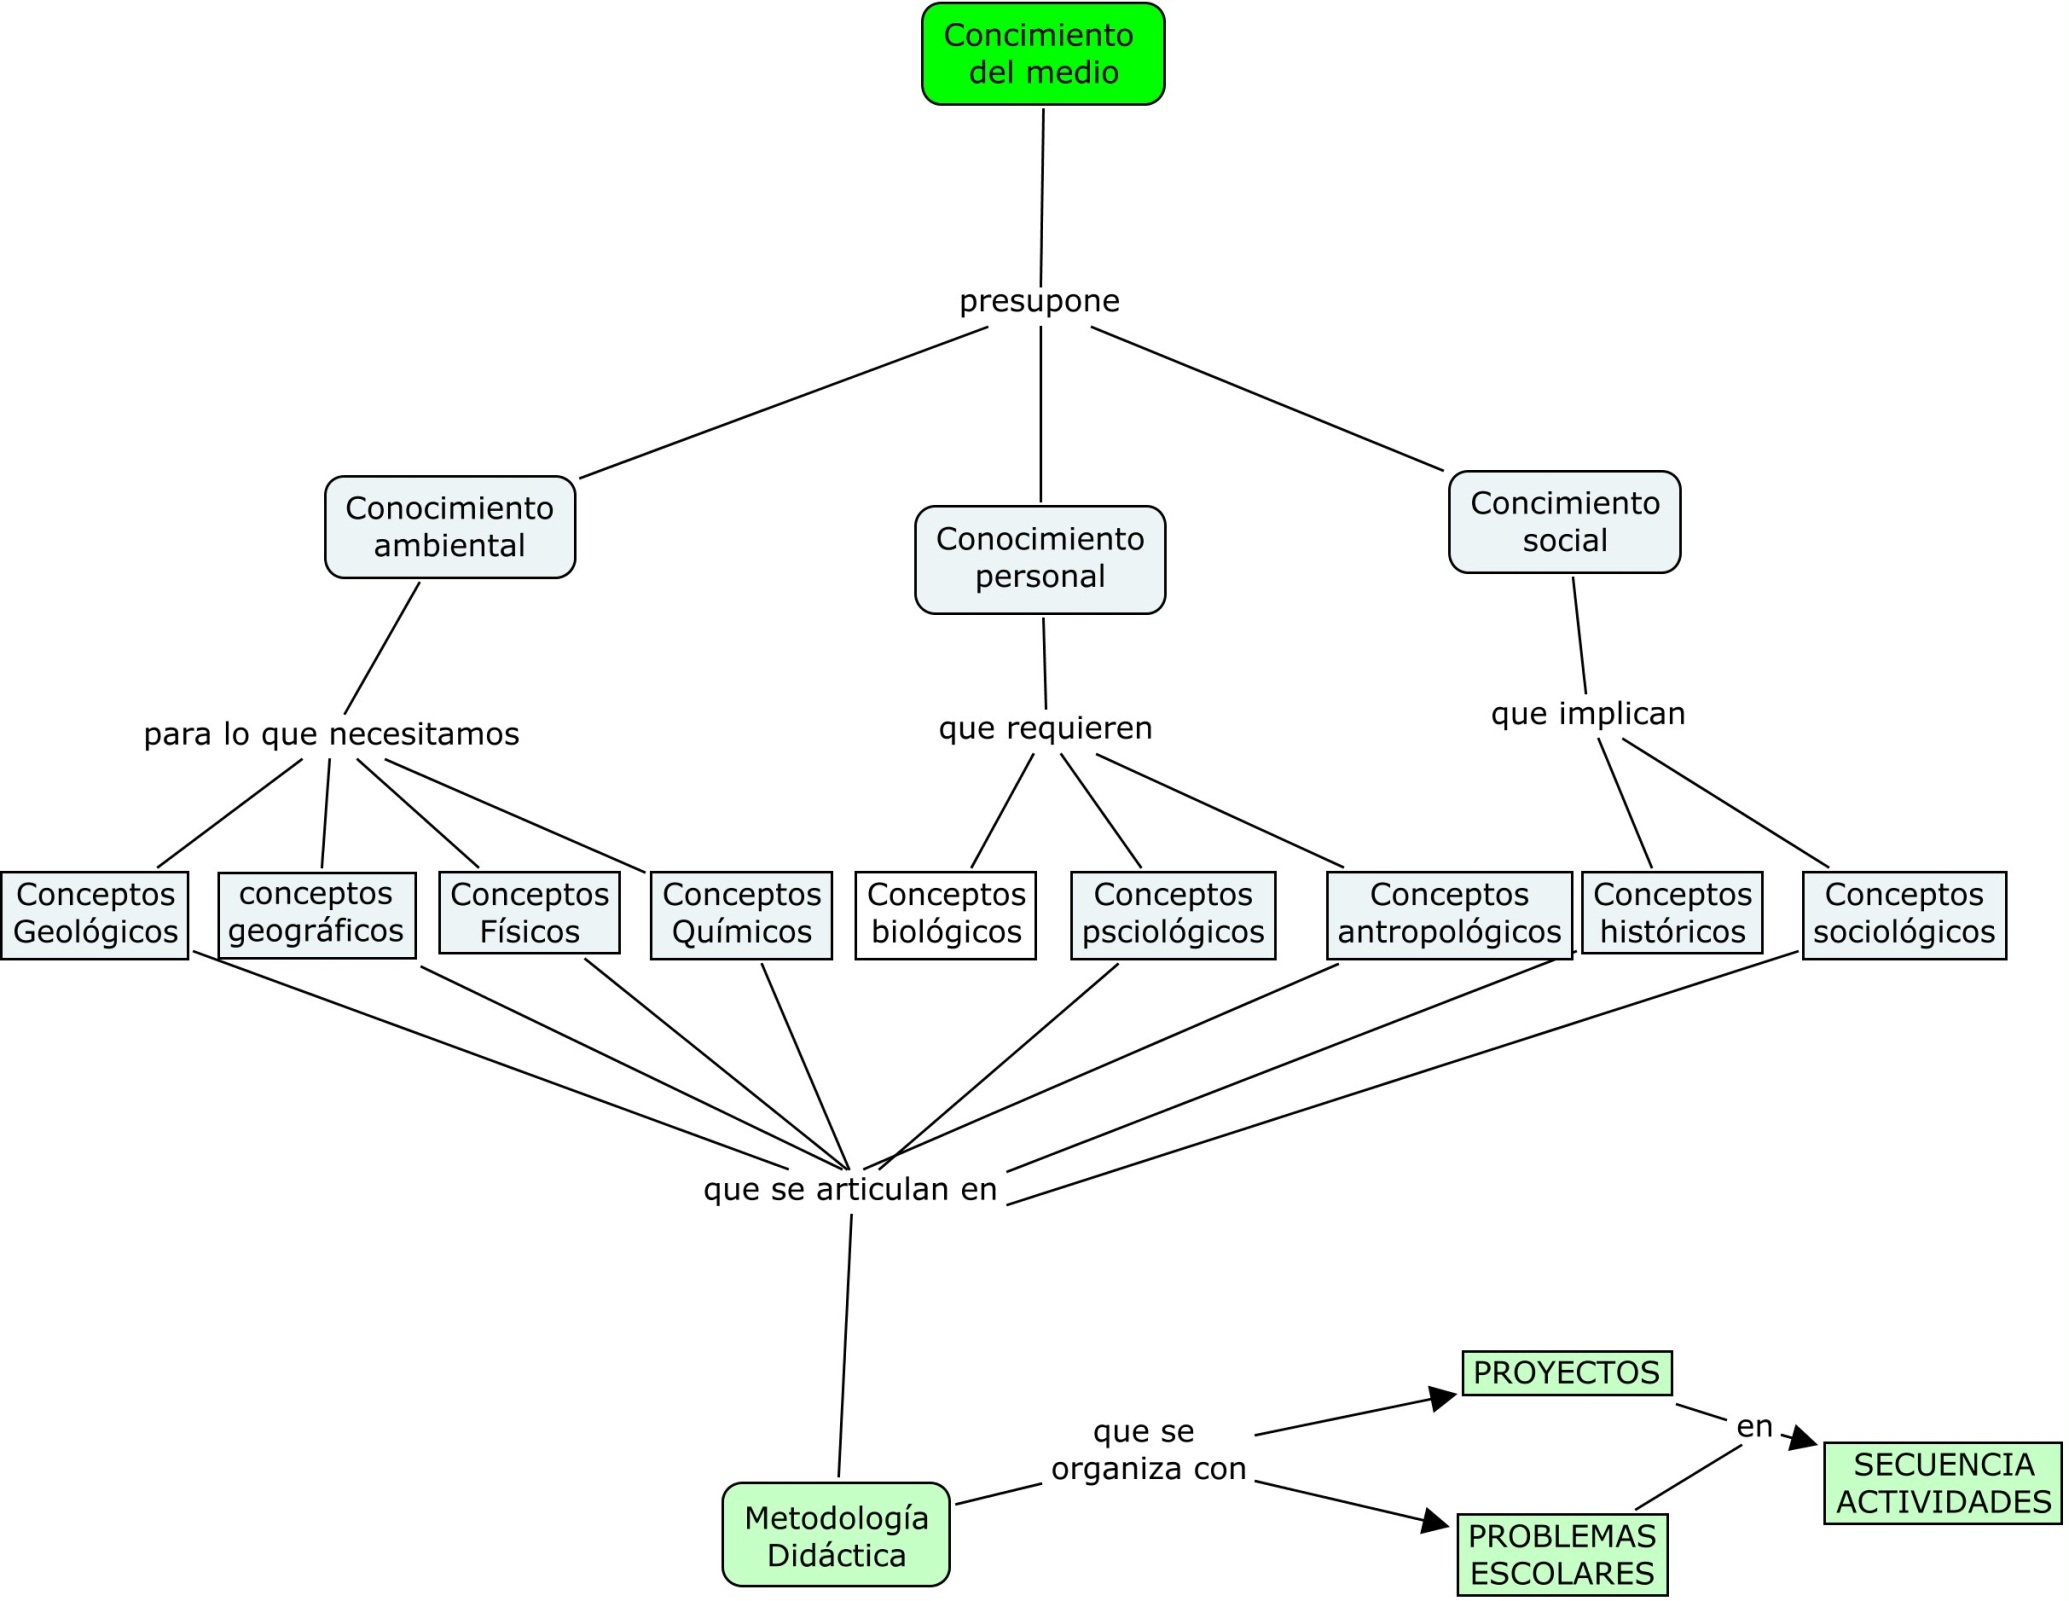 Concimiento
del medio
presupone
Conocimiento
ambiental
Conocimiento
personal
Concimiento
social
para lo que necesitamos
que requieren
que implican
Conceptos
Geológicos
conceptos
geográficos
Conceptos
Físicos
Conceptos
Químicos
Conceptos
biológicos
Conceptos
psciológicos
Conceptos
antropológicos
Conceptos
históricos
Conceptos
sociológicos
que se articulan en
Metodología
Didáctica
que se
organiza con
PROYECTOS
PROBLEMAS
ESCOLARES
en
SECUENCIA
ACTIVIDADES